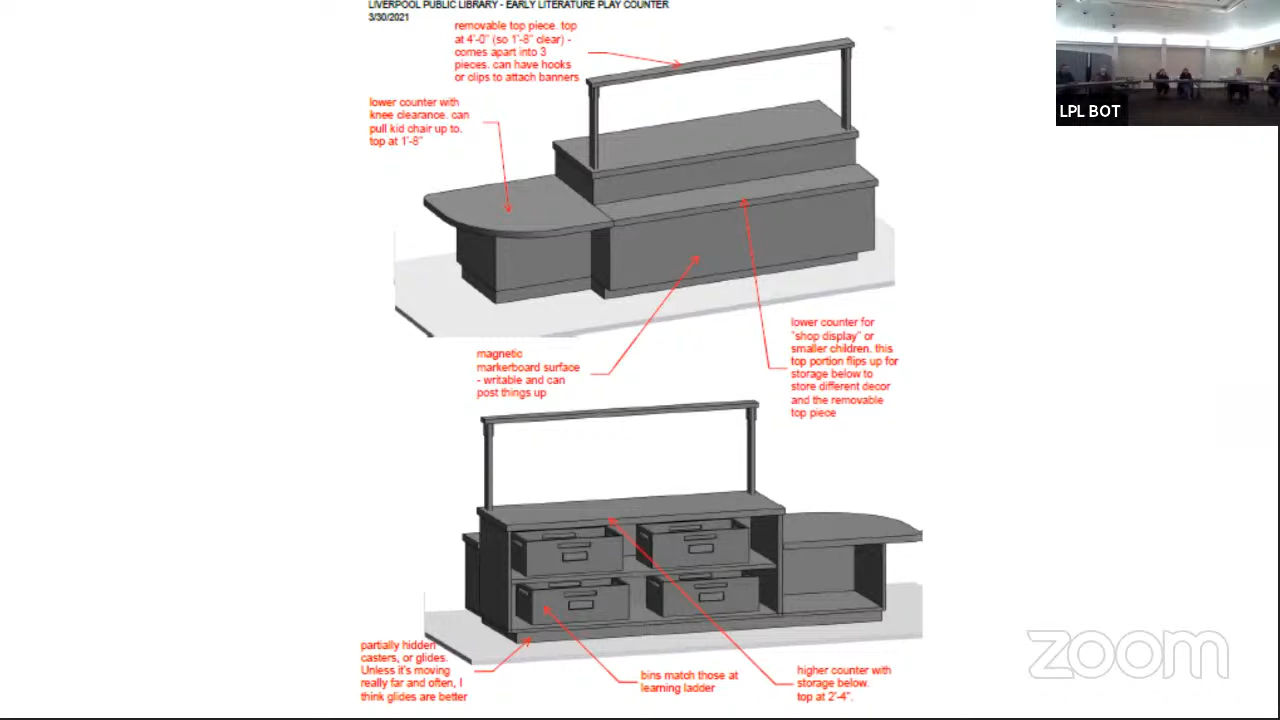 LIVERPOOL PUBLIC LIBRARY - EARLY LITERATURE PLAY COUNTER
3/30/2021
removable top piece. top
at 4'-0" (so 1'-8" clear) -
comes apart into 3
pieces. can have hooks
or clips to attach banners
lower counter with
knee clearance. can
pull kid chair up to.
top at 1'-8"
LPL BOT
magnetic
markerboard surface
- writable and can
post things up
lower counter for
"shop display" or
smaller children. this
top portion flips up for
storage below to
store different decor
and the removable
top piece
partially hidden
casters, or glides.
Unless it's moving
really far and often, I
think glides are better
bins match those at
learning ladder
higher counter with
storage below.
top at 2'-4".
zoom